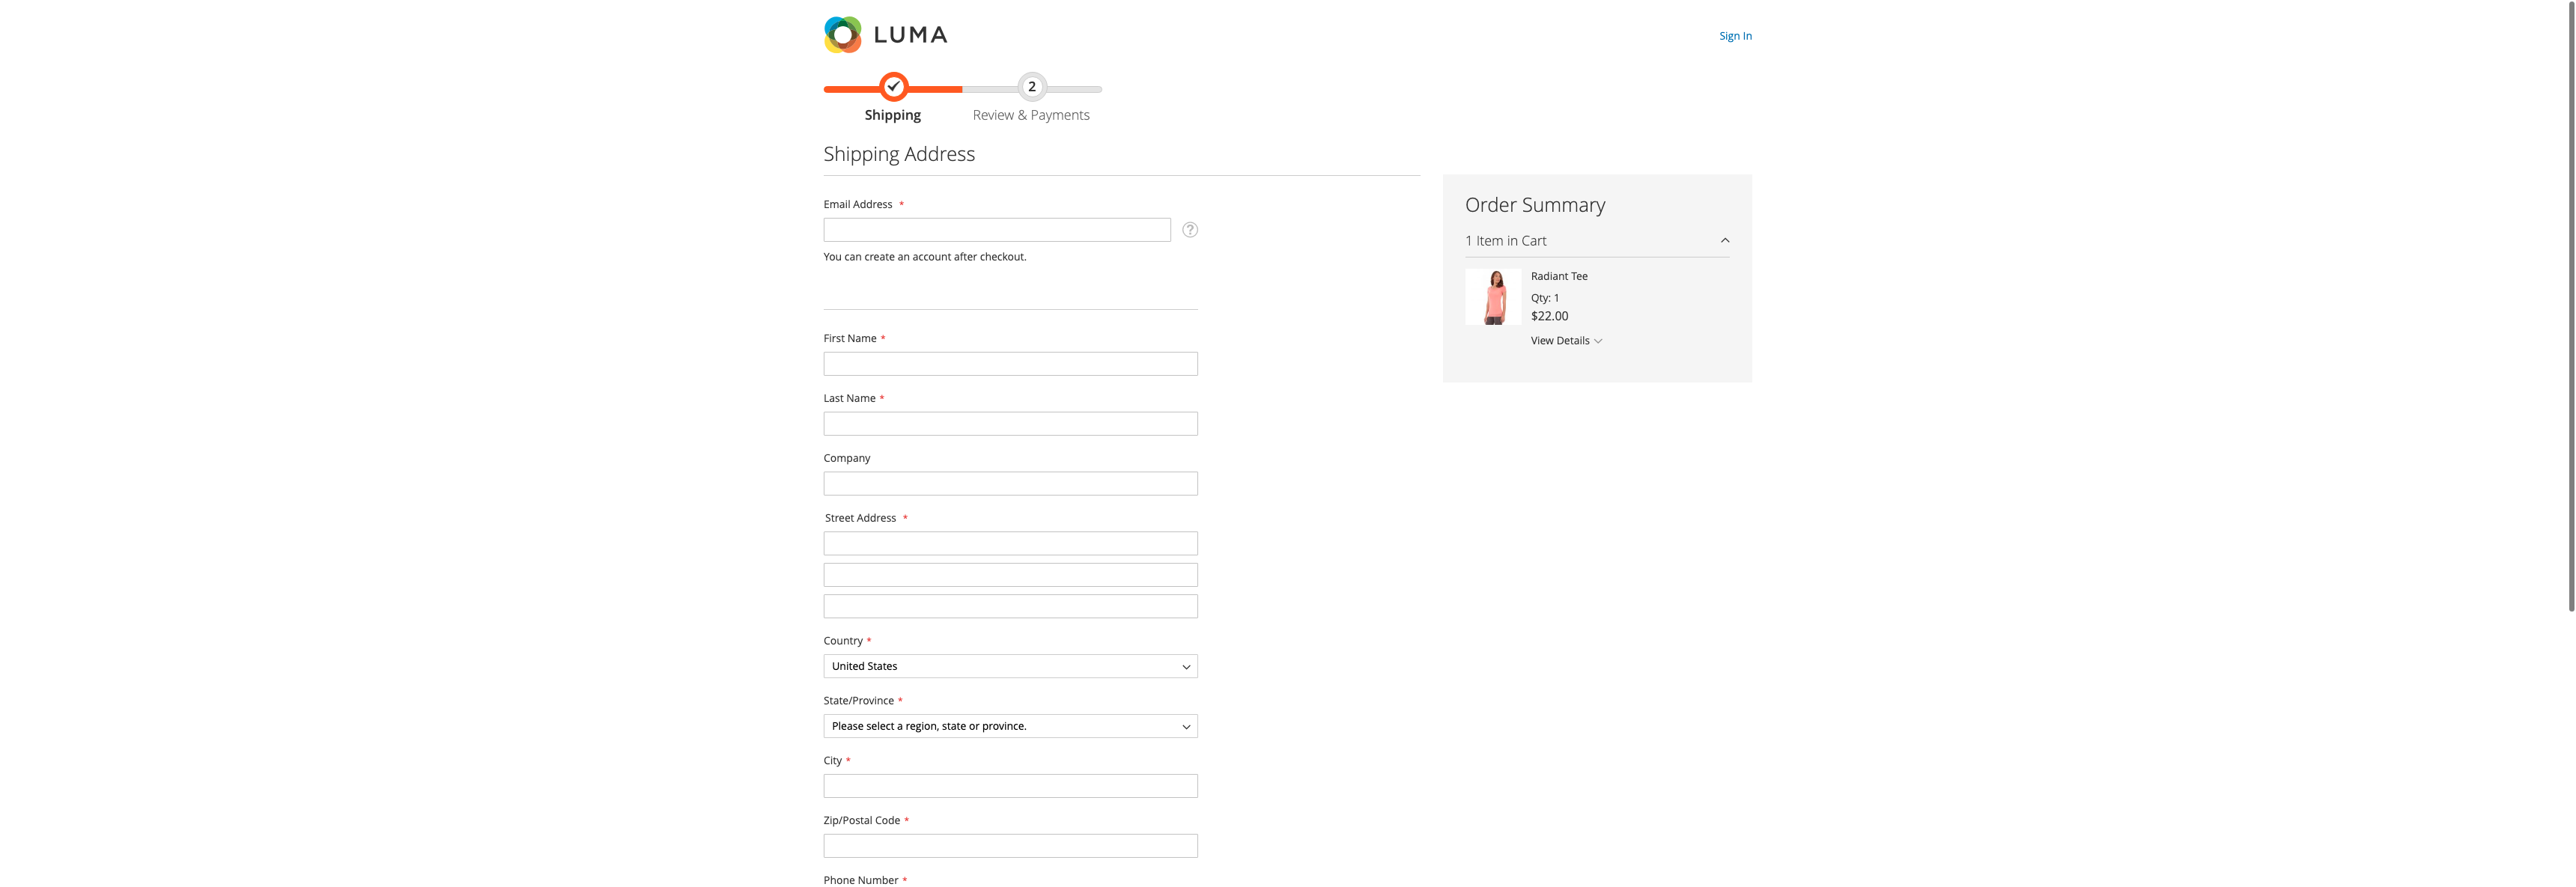 LUMA
Sign In
2
Shipping
Review & Payments
Shipping Address
Email Address *
?
You can create an account after checkout.
First Name *
Last Name *
Company
Street Address *
Country *
United States
State/Province *
Please select a region, state or province.
City *
Zip/Postal Code *
Phone Number *
Order Summary
1 Item in Cart
Radiant Tee
Qty: 1
$22.00
View Details